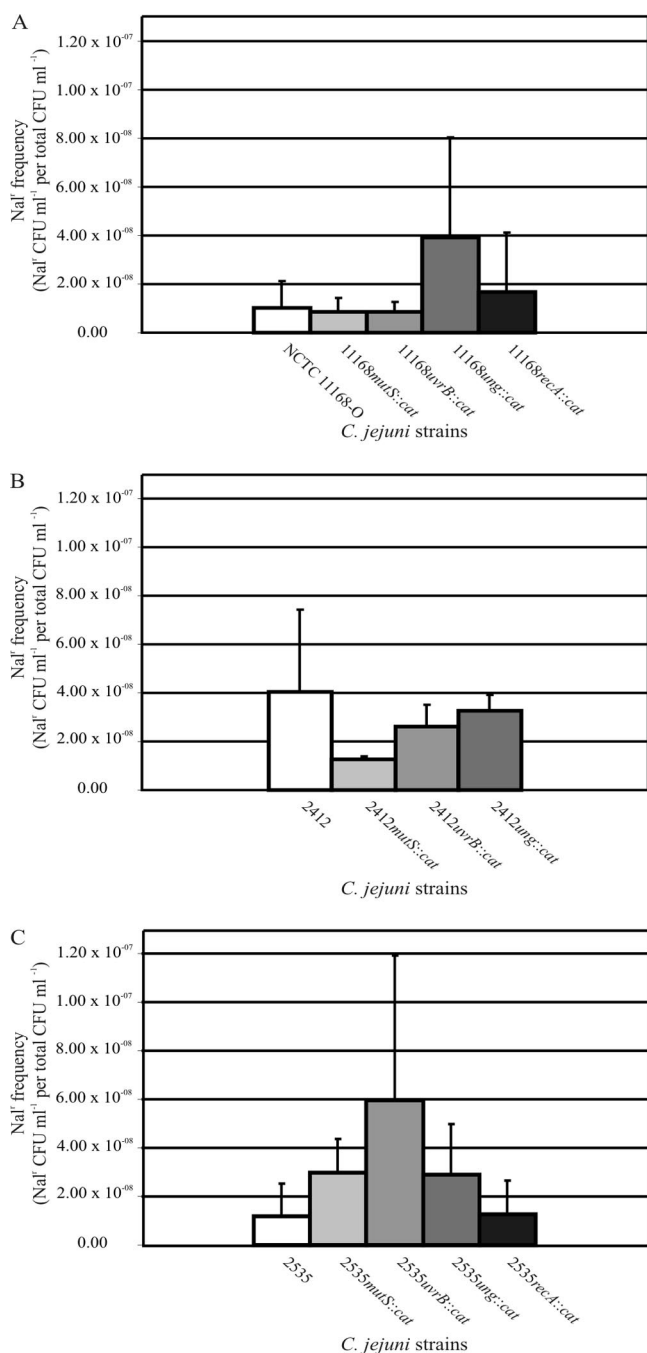 A
Nalʳ frequency
(Nalʳ CFU ml⁻¹ per total CFU ml ⁻¹)
1.20 x 10⁻⁰⁷
1.00 x 10⁻⁰⁷
8.00 x 10⁻⁰⁸
6.00 x 10⁻⁰⁸
4.00 x 10⁻⁰⁸
2.00 x 10⁻⁰⁸
0.00
NCTC 11168-O
11168mutS::cat
11168uvrB::cat
11168ung::cat
11168recA::cat
C. jejuni strains
B
Nalʳ frequency
(Nalʳ CFU ml⁻¹ per total CFU ml ⁻¹)
1.20 x 10⁻⁰⁷
1.00 x 10⁻⁰⁷
8.00 x 10⁻⁰⁸
6.00 x 10⁻⁰⁸
4.00 x 10⁻⁰⁸
2.00 x 10⁻⁰⁸
0.00
2412
2412mutS::cat
2412uvrB::cat
2412ung::cat
C. jejuni strains
C
Nalʳ frequency
(Nalʳ CFU ml⁻¹ per total CFU ml ⁻¹)
1.20 x 10⁻⁰⁷
1.00 x 10⁻⁰⁷
8.00 x 10⁻⁰⁸
6.00 x 10⁻⁰⁸
4.00 x 10⁻⁰⁸
2.00 x 10⁻⁰⁸
0.00
2535
2535mutS::cat
2535uvrB::cat
2535ung::cat
2535recA::cat
C. jejuni strains